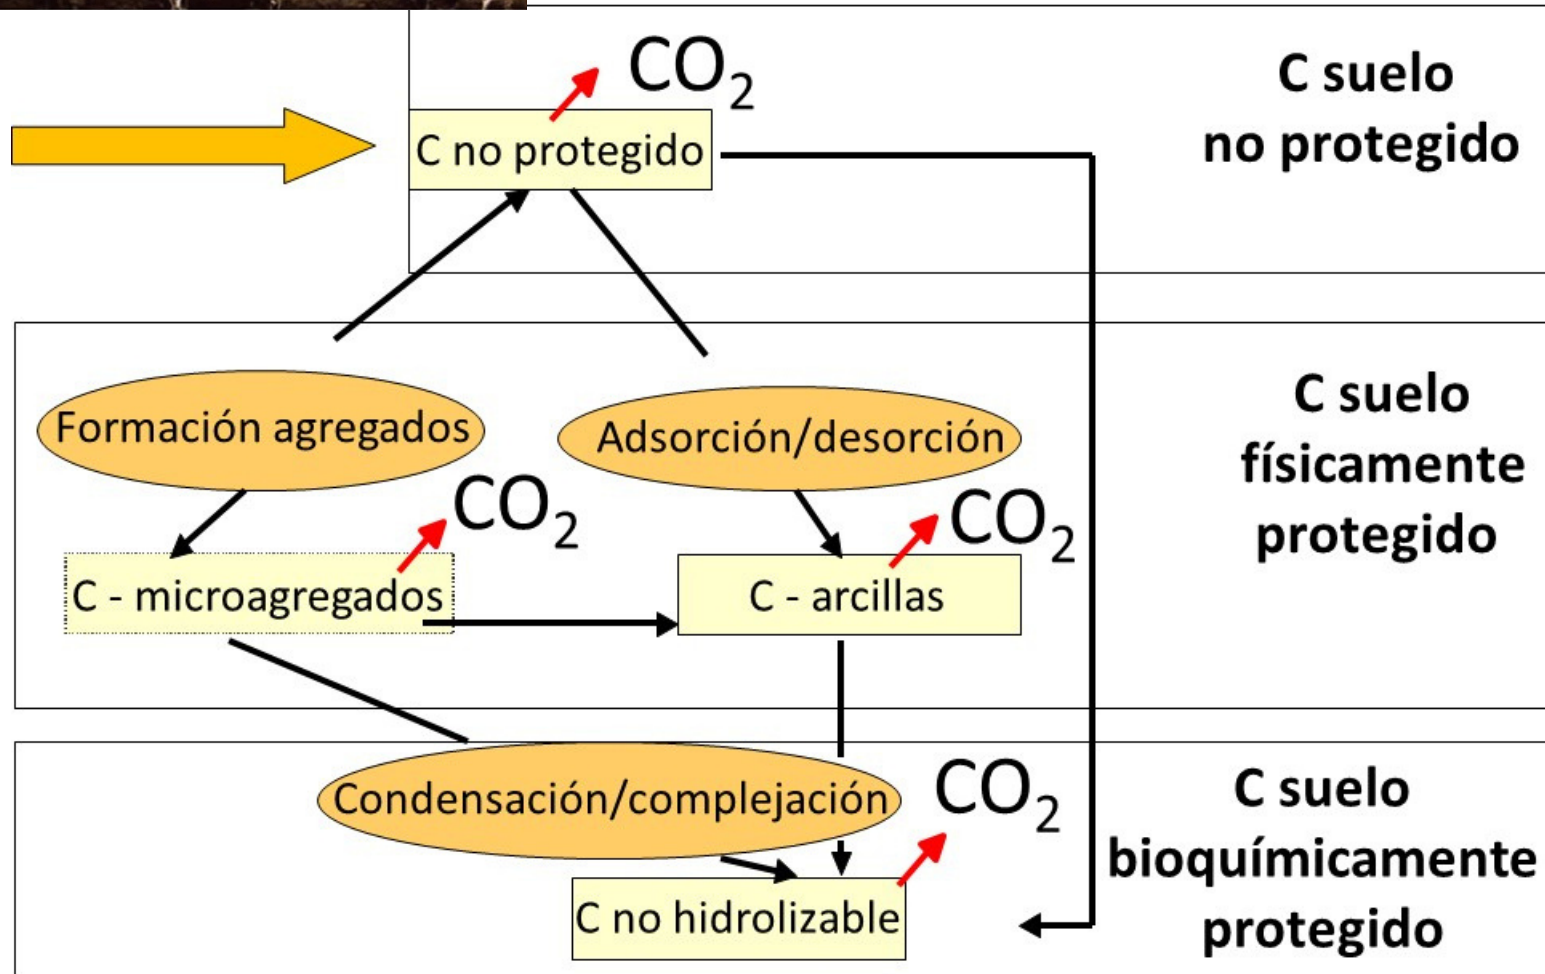 CO₂
C no protegido
C suelo
no protegido
Formación agregados
Adsorción/desorción
C suelo
físicamente
protegido
CO₂
CO₂
C - microagregados
C - arcillas
Condensación/complejación
CO₂
C suelo
bioquímicamente
protegido
C no hidrolizable